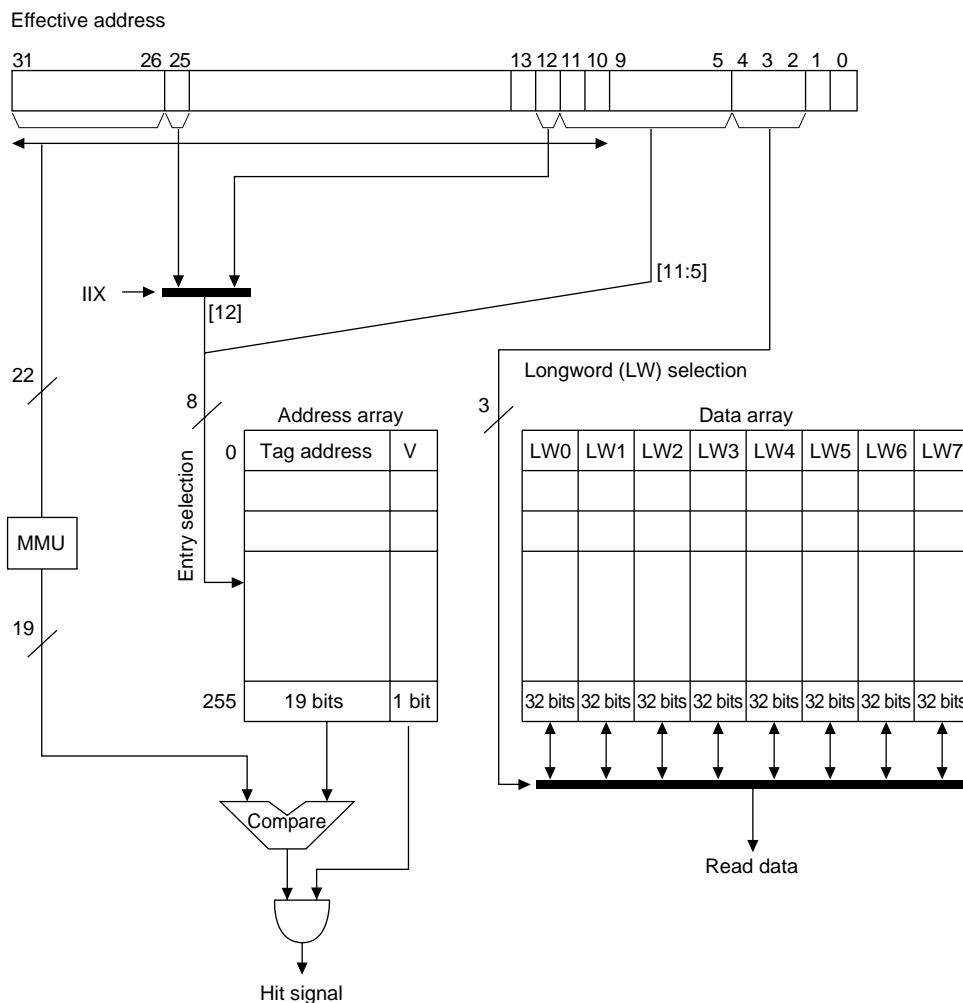 Effective address
31 26 25 13 12 11 10 9 5 4 3 2 1 0
IIX
[12]
[11:5]
22
8
3
Longword (LW) selection
Address array
Data array
0 Tag address V
LW0 LW1 LW2 LW3 LW4 LW5 LW6 LW7
Entry selection
MMU
19
255 19 bits 1 bit
32 bits 32 bits 32 bits 32 bits 32 bits 32 bits 32 bits 32 bits
Compare
Read data
Hit signal